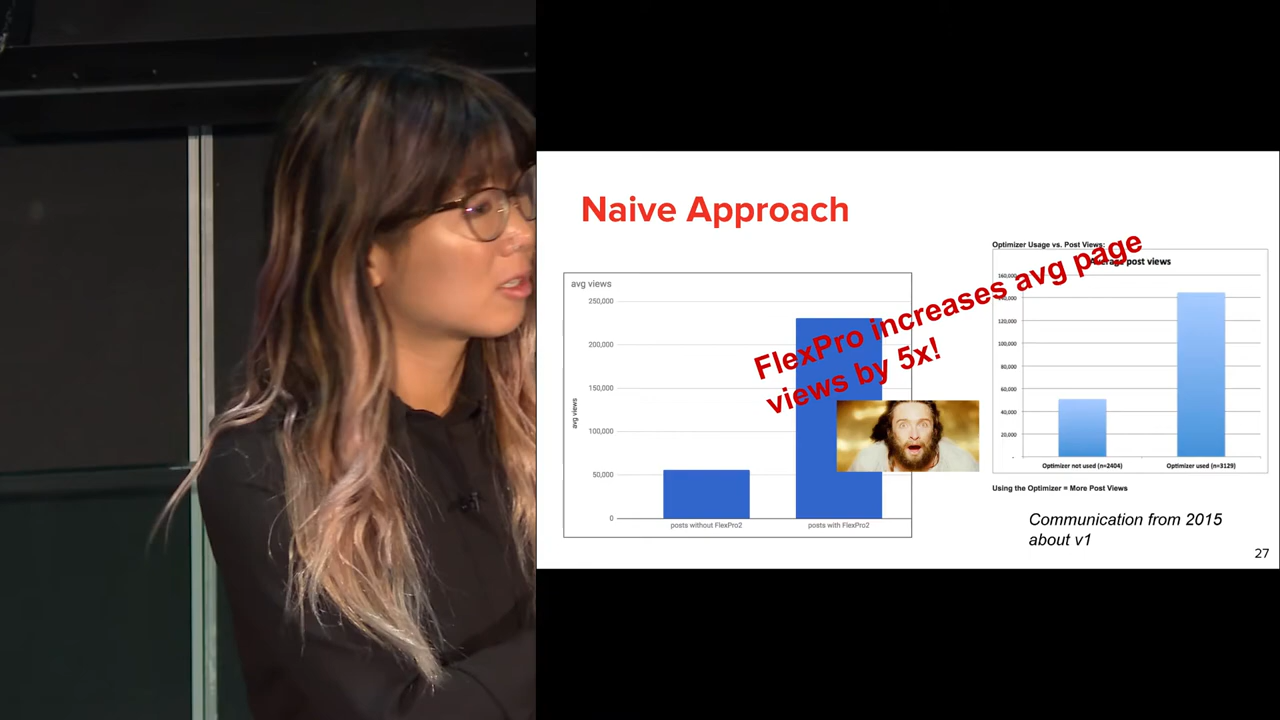 Naive Approach
avg views
250,000
200,000
150,000
100,000
50,000
0
avg views
posts without FlexPro2
posts with FlexPro2
FlexPro increases avg page
views by 5x!
Optimizer Usage vs. Post Views:
Average post views
160,000
140,000
120,000
100,000
80,000
60,000
40,000
20,000
-
Optimizer not used (n=2404)
Optimizer used (n=3129)
Using the Optimizer = More Post Views
Communication from 2015
about v1
27